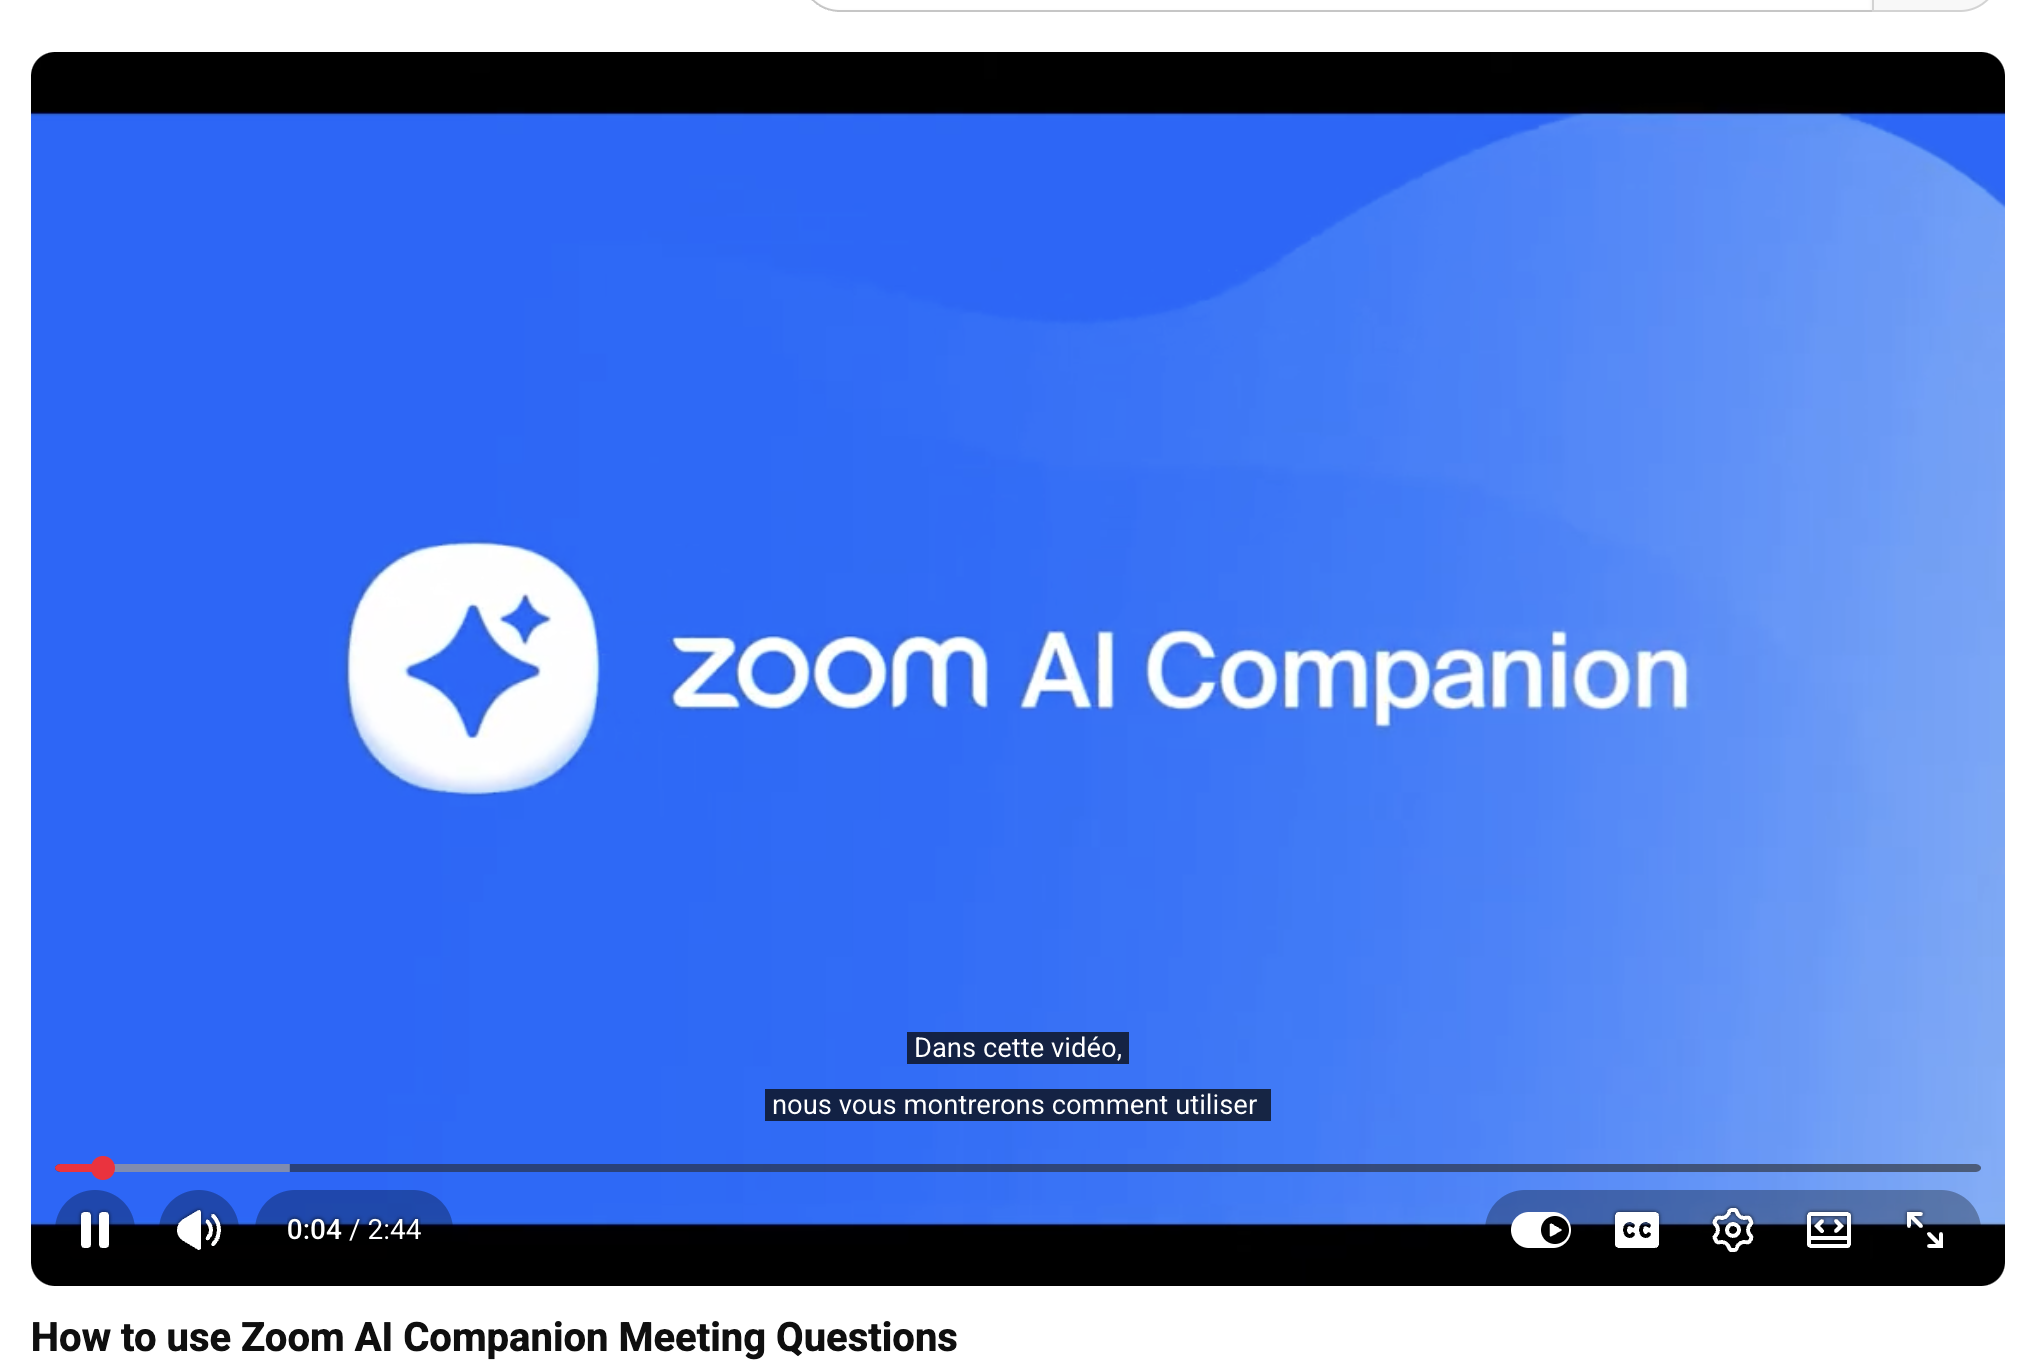 zoom AI Companion
Dans cette vidéo,
nous vous montrerons comment utiliser
0:04 / 2:44
CC
How to use Zoom AI Companion Meeting Questions